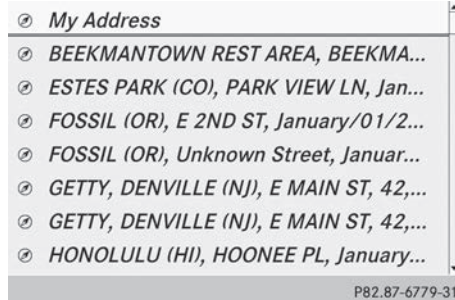 My Address
BEEKMANTOWN REST AREA, BEEKMA...
ESTES PARK (CO), PARK VIEW LN, Jan...
FOSSIL (OR), E 2ND ST, January/01/2...
FOSSIL (OR), Unknown Street, Januar...
GETTY, DENVILLE (NJ), E MAIN ST, 42,...
GETTY, DENVILLE (NJ), E MAIN ST, 42,...
HONOLULU (HI), HOONEE PL, January...
P82.87-6779-31